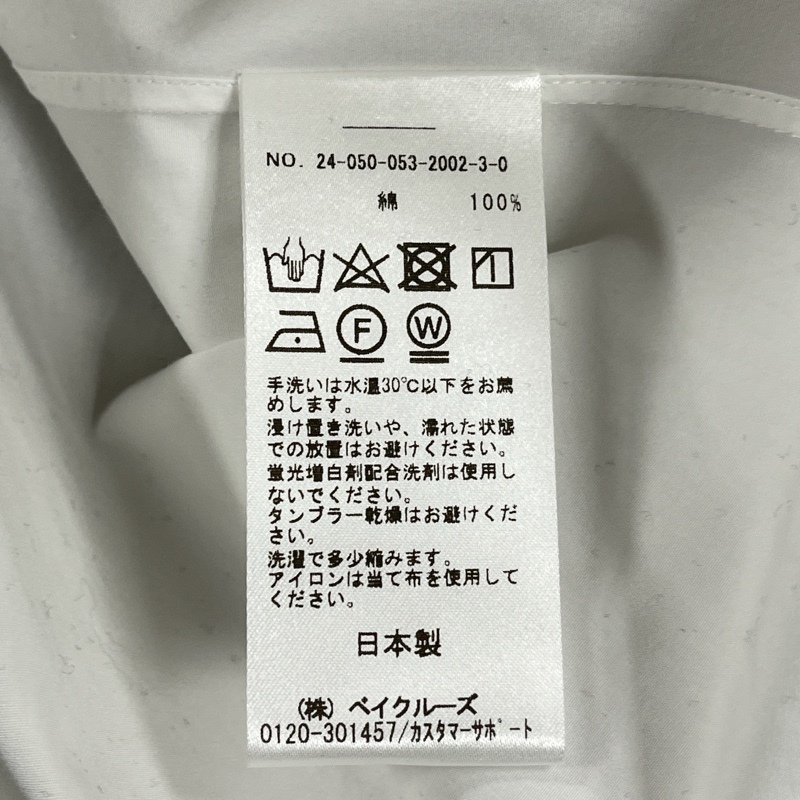 NO. 24-050-053-2002-3-0
綿 100%
F W
手洗いは水温30℃以下をお薦
めします。
浸け置き洗いや、濡れた状態
での放置はお避けください。
蛍光増白剤配合洗剤は使用し
ないでください。
タンブラー乾燥はお避けくだ
さい。
洗濯で多少縮みます。
アイロンは当て布を使用して
ください。
日本製
(株) ベイクルーズ
0120-301457/カスタマーサポート